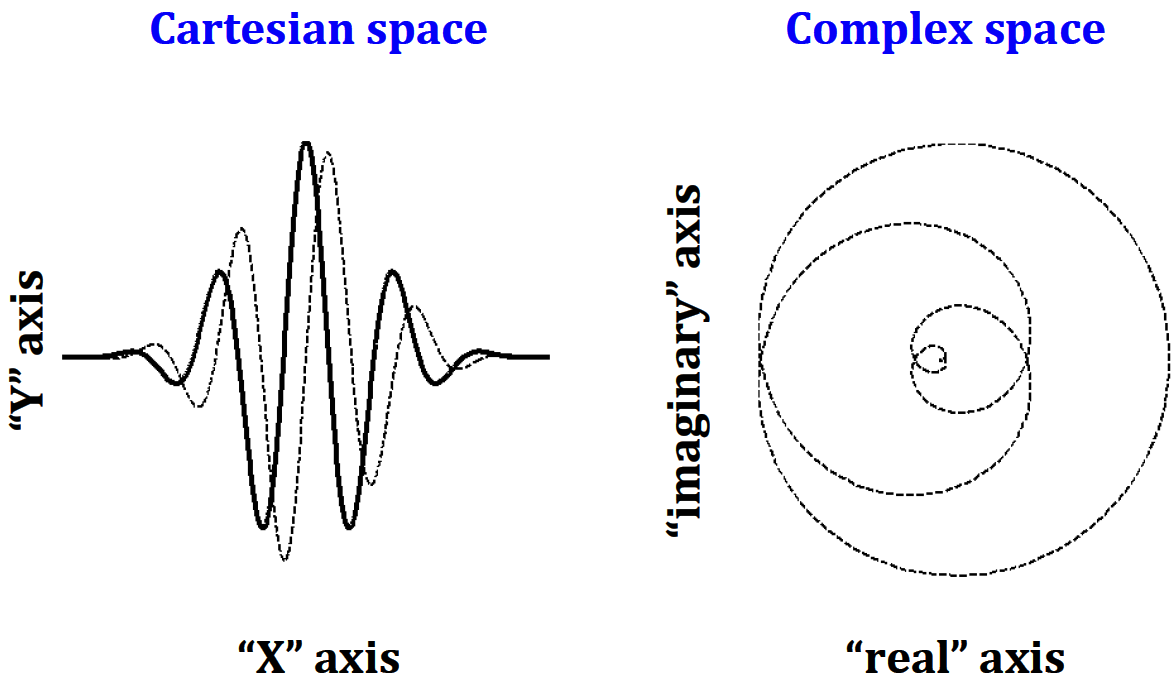 Cartesian space
Complex space
“Y” axis
“imaginary” axis
“X” axis
“real” axis